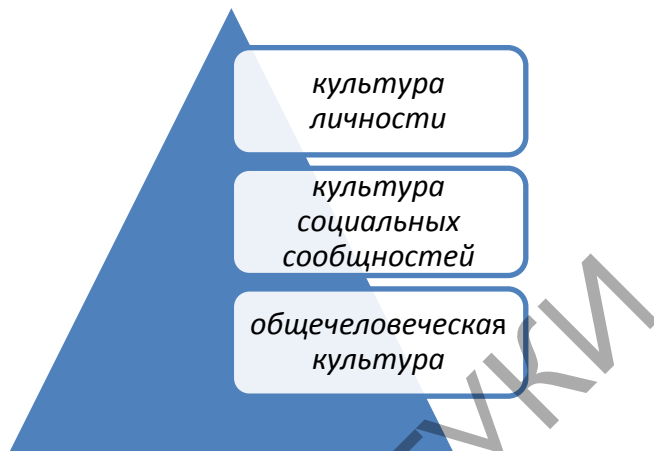 культура
личности
культура
социальных
сообщностей
общечеловеческая
культура